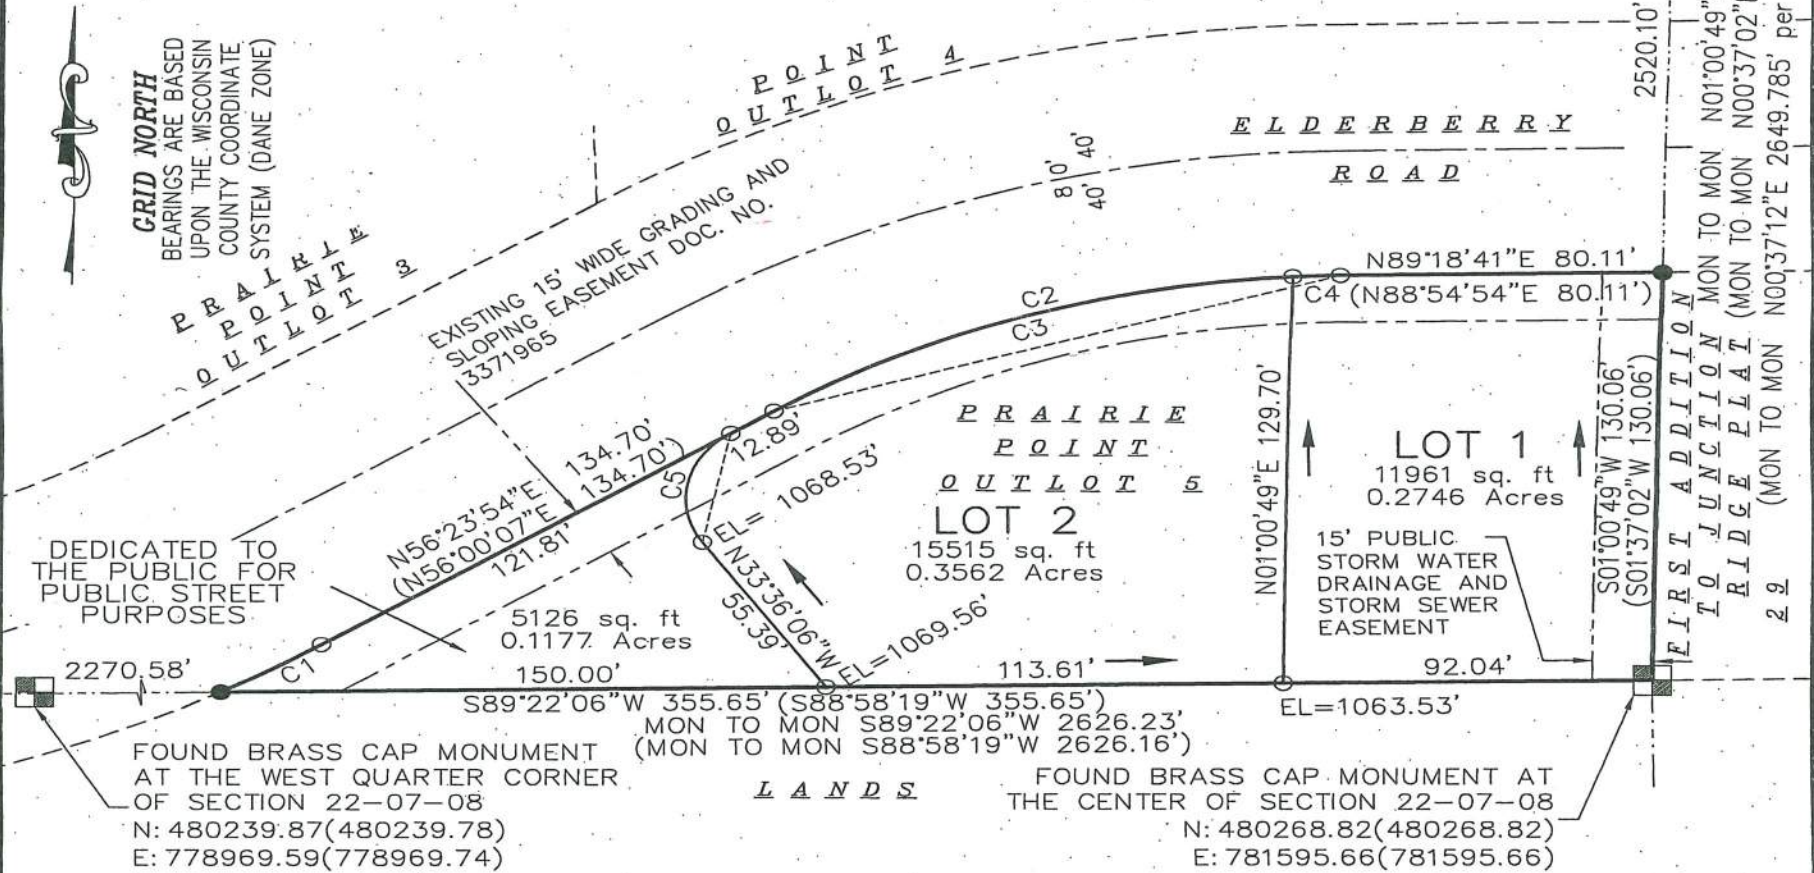 GRID NORTH
BEARINGS ARE BASED
UPON THE WISCONSIN
COUNTY COORDINATE
SYSTEM (DANE ZONE)
PRAIRIE
POINT
OUTLOT 3
POINT
OUTLOT 4
EXISTING 15' WIDE GRADING AND
SLOPING EASEMENT DOC. NO.
3371965
ELDERBERRY
ROAD
80'
40'
40'
2520.10'
N89°18'41"E 80.11'
C4 (N88°54'54"E 80.11')
C2
C3
134.70'
134.70')
12.89'
C5
N56°23'54"E
(N56°00'07"E
121.81'
EL= 1068.53'
N33°36'06"W
55.39'
EL=1069.56'
PRAIRIE
POINT
OUTLOT 5
LOT 2
15515 sq. ft
0.3562 Acres
N01°00'49"E 129.70'
LOT 1
11961 sq. ft
0.2746 Acres
15' PUBLIC
STORM WATER
DRAINAGE AND
STORM SEWER
EASEMENT
S01°00'49"W 130.06'
(S01°37'02"W 130.06')
FIRST ADDITION
TO JUNCTION
RIDGE PLAT
29
MON TO MON N01°00'49"
(MON TO MON N00°37'02"
(MON TO MON N00°37'12"E 2649.785' per
DEDICATED TO
THE PUBLIC FOR
PUBLIC STREET
PURPOSES
5126 sq. ft
0.1177 Acres
2270.58'
C1
150.00'
113.61'
92.04'
S89°22'06"W 355.65' (S88°58'19"W 355.65')
MON TO MON S89°22'06"W 2626.23'
(MON TO MON S88°58'19"W 2626.16')
EL=1063.53'
LANDS
FOUND BRASS CAP MONUMENT
AT THE WEST QUARTER CORNER
OF SECTION 22-07-08
N: 480239.87(480239.78)
E: 778969.59(778969.74)
FOUND BRASS CAP MONUMENT AT
THE CENTER OF SECTION 22-07-08
N: 480268.82(480268.82)
E: 781595.66(781595.66)